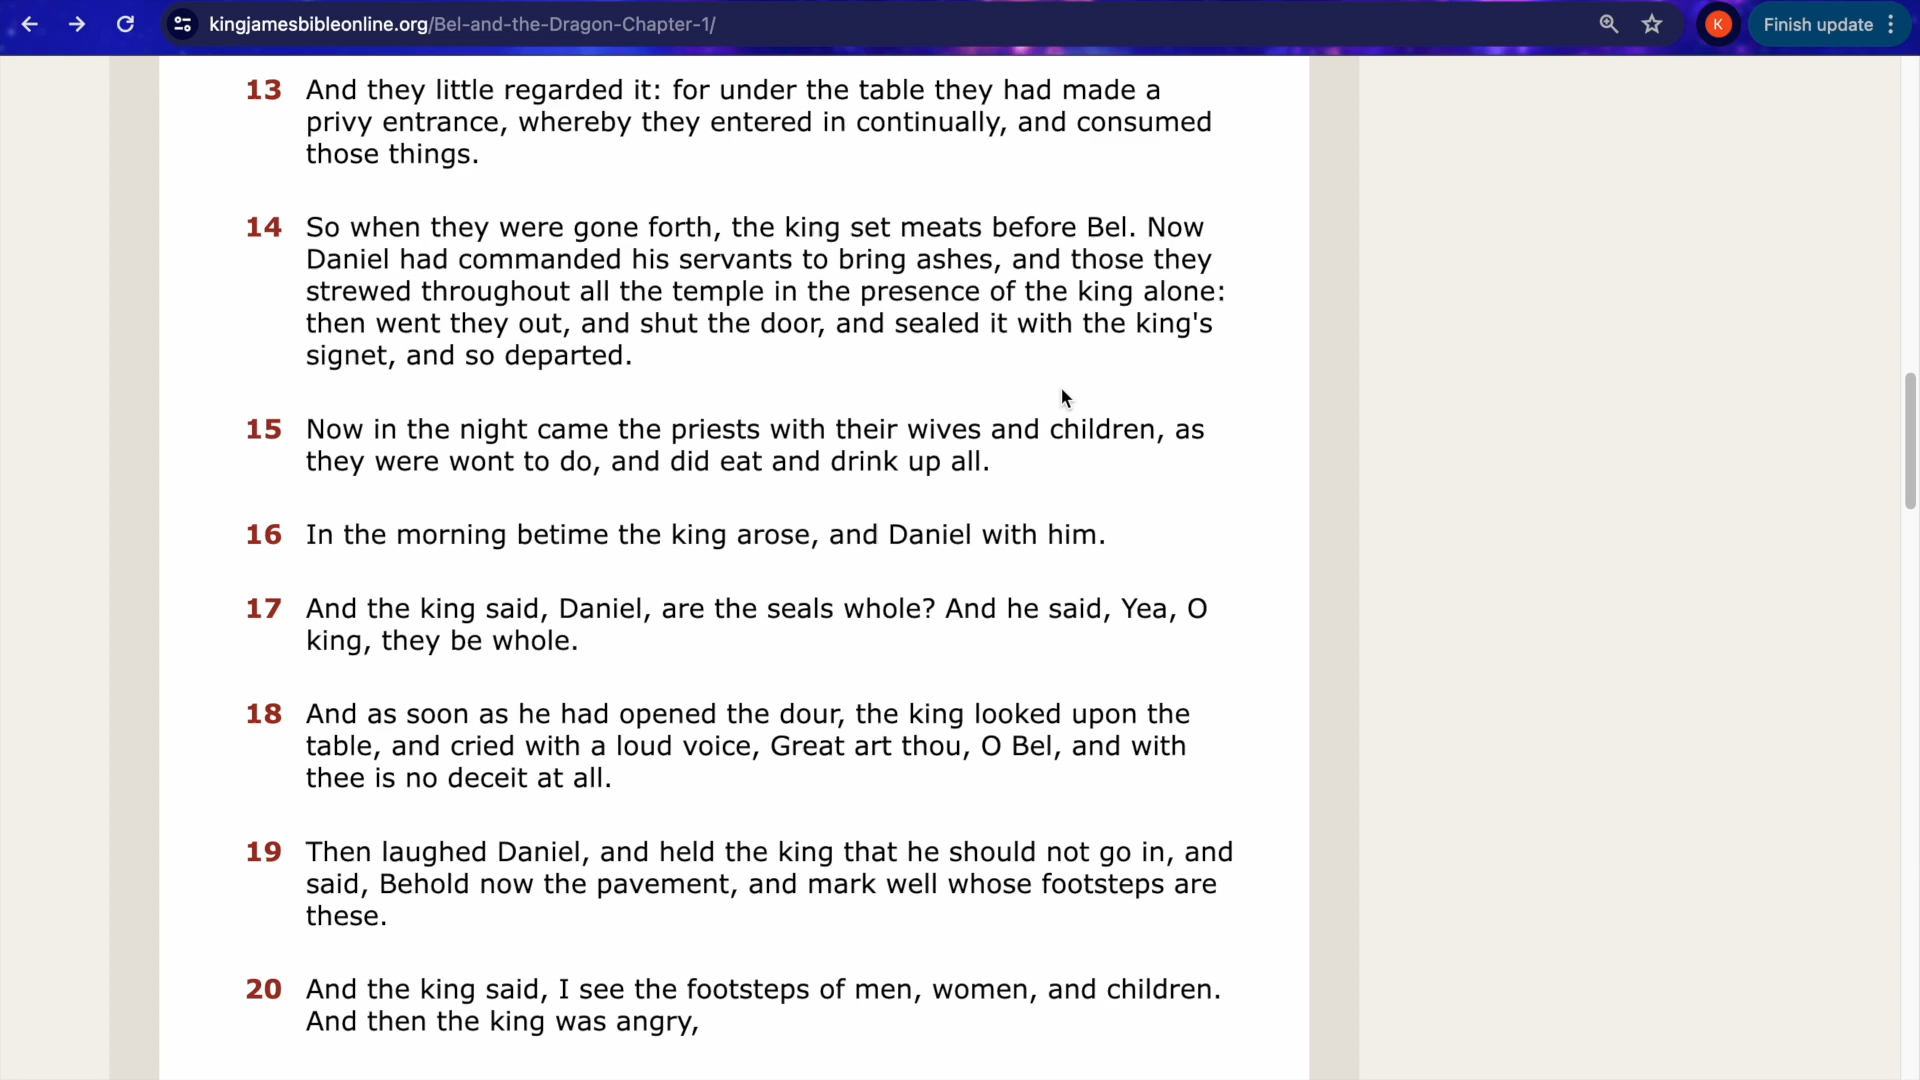 kingjamesbibleonline.org/Bel-and-the-Dragon-Chapter-1/
K
Finish update
13 And they little regarded it: for under the table they had made a
privy entrance, whereby they entered in continually, and consumed
those things.
14 So when they were gone forth, the king set meats before Bel. Now
Daniel had commanded his servants to bring ashes, and those they
strewed throughout all the temple in the presence of the king alone:
then went they out, and shut the door, and sealed it with the king's
signet, and so departed.
15 Now in the night came the priests with their wives and children, as
they were wont to do, and did eat and drink up all.
16 In the morning betime the king arose, and Daniel with him.
17 And the king said, Daniel, are the seals whole? And he said, Yea, O
king, they be whole.
18 And as soon as he had opened the dour, the king looked upon the
table, and cried with a loud voice, Great art thou, O Bel, and with
thee is no deceit at all.
19 Then laughed Daniel, and held the king that he should not go in, and
said, Behold now the pavement, and mark well whose footsteps are
these.
20 And the king said, I see the footsteps of men, women, and children.
And then the king was angry,